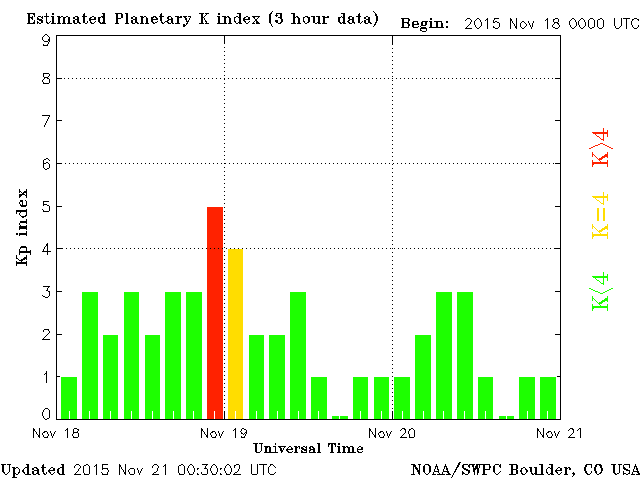 Estimated Planetary K index (3 hour data) Begin: 2015 Nov 18 0000 UTC
9
8
7
6
5
4
3
2
1
0
Kp index
K>4
K=4
K<4
Nov 18 Nov 19 Nov 20 Nov 21
Universal Time
Updated 2015 Nov 21 00:30:02 UTC NOAA/SWPC Boulder, CO USA